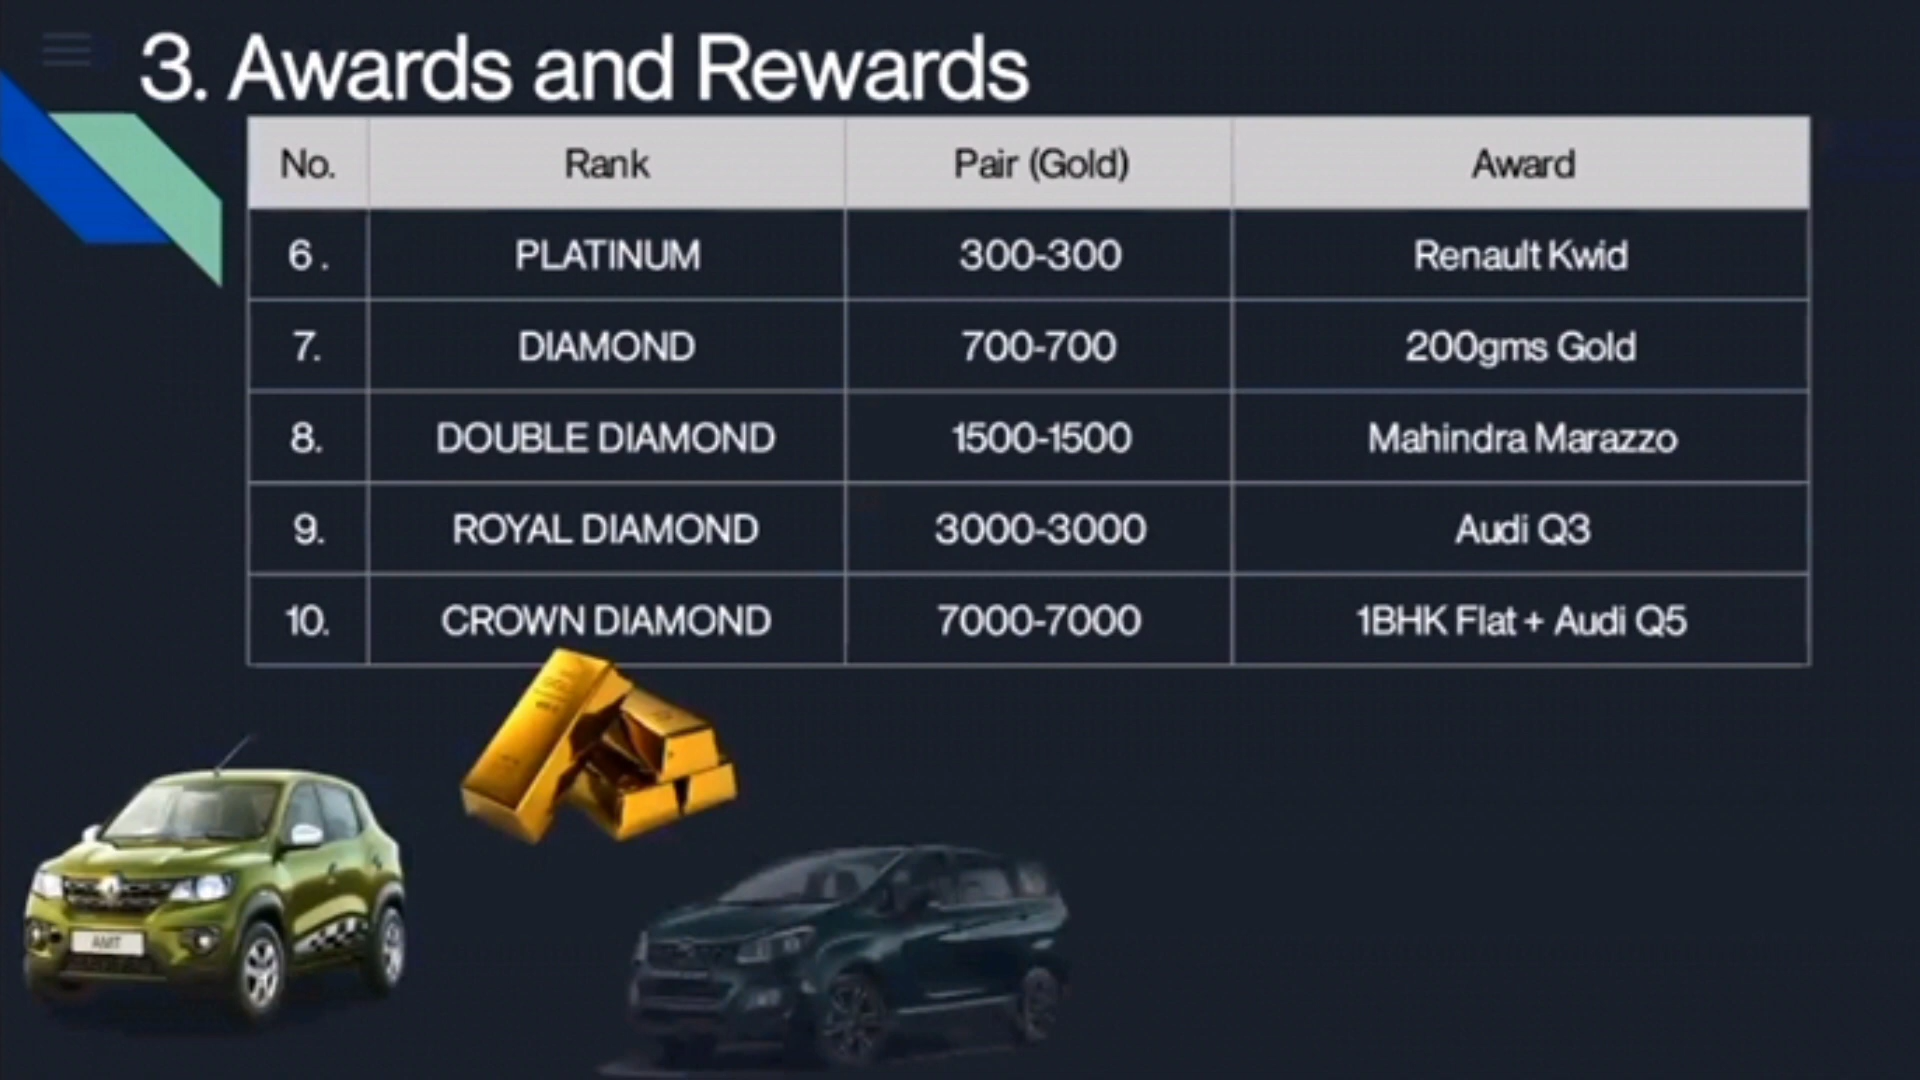 3. Awards and Rewards
No. Rank Pair (Gold) Award
6 . PLATINUM 300-300 Renault Kwid
7. DIAMOND 700-700 200gms Gold
8. DOUBLE DIAMOND 1500-1500 Mahindra Marazzo
9. ROYAL DIAMOND 3000-3000 Audi Q3
10. CROWN DIAMOND 7000-7000 1BHK Flat + Audi Q5
AMT